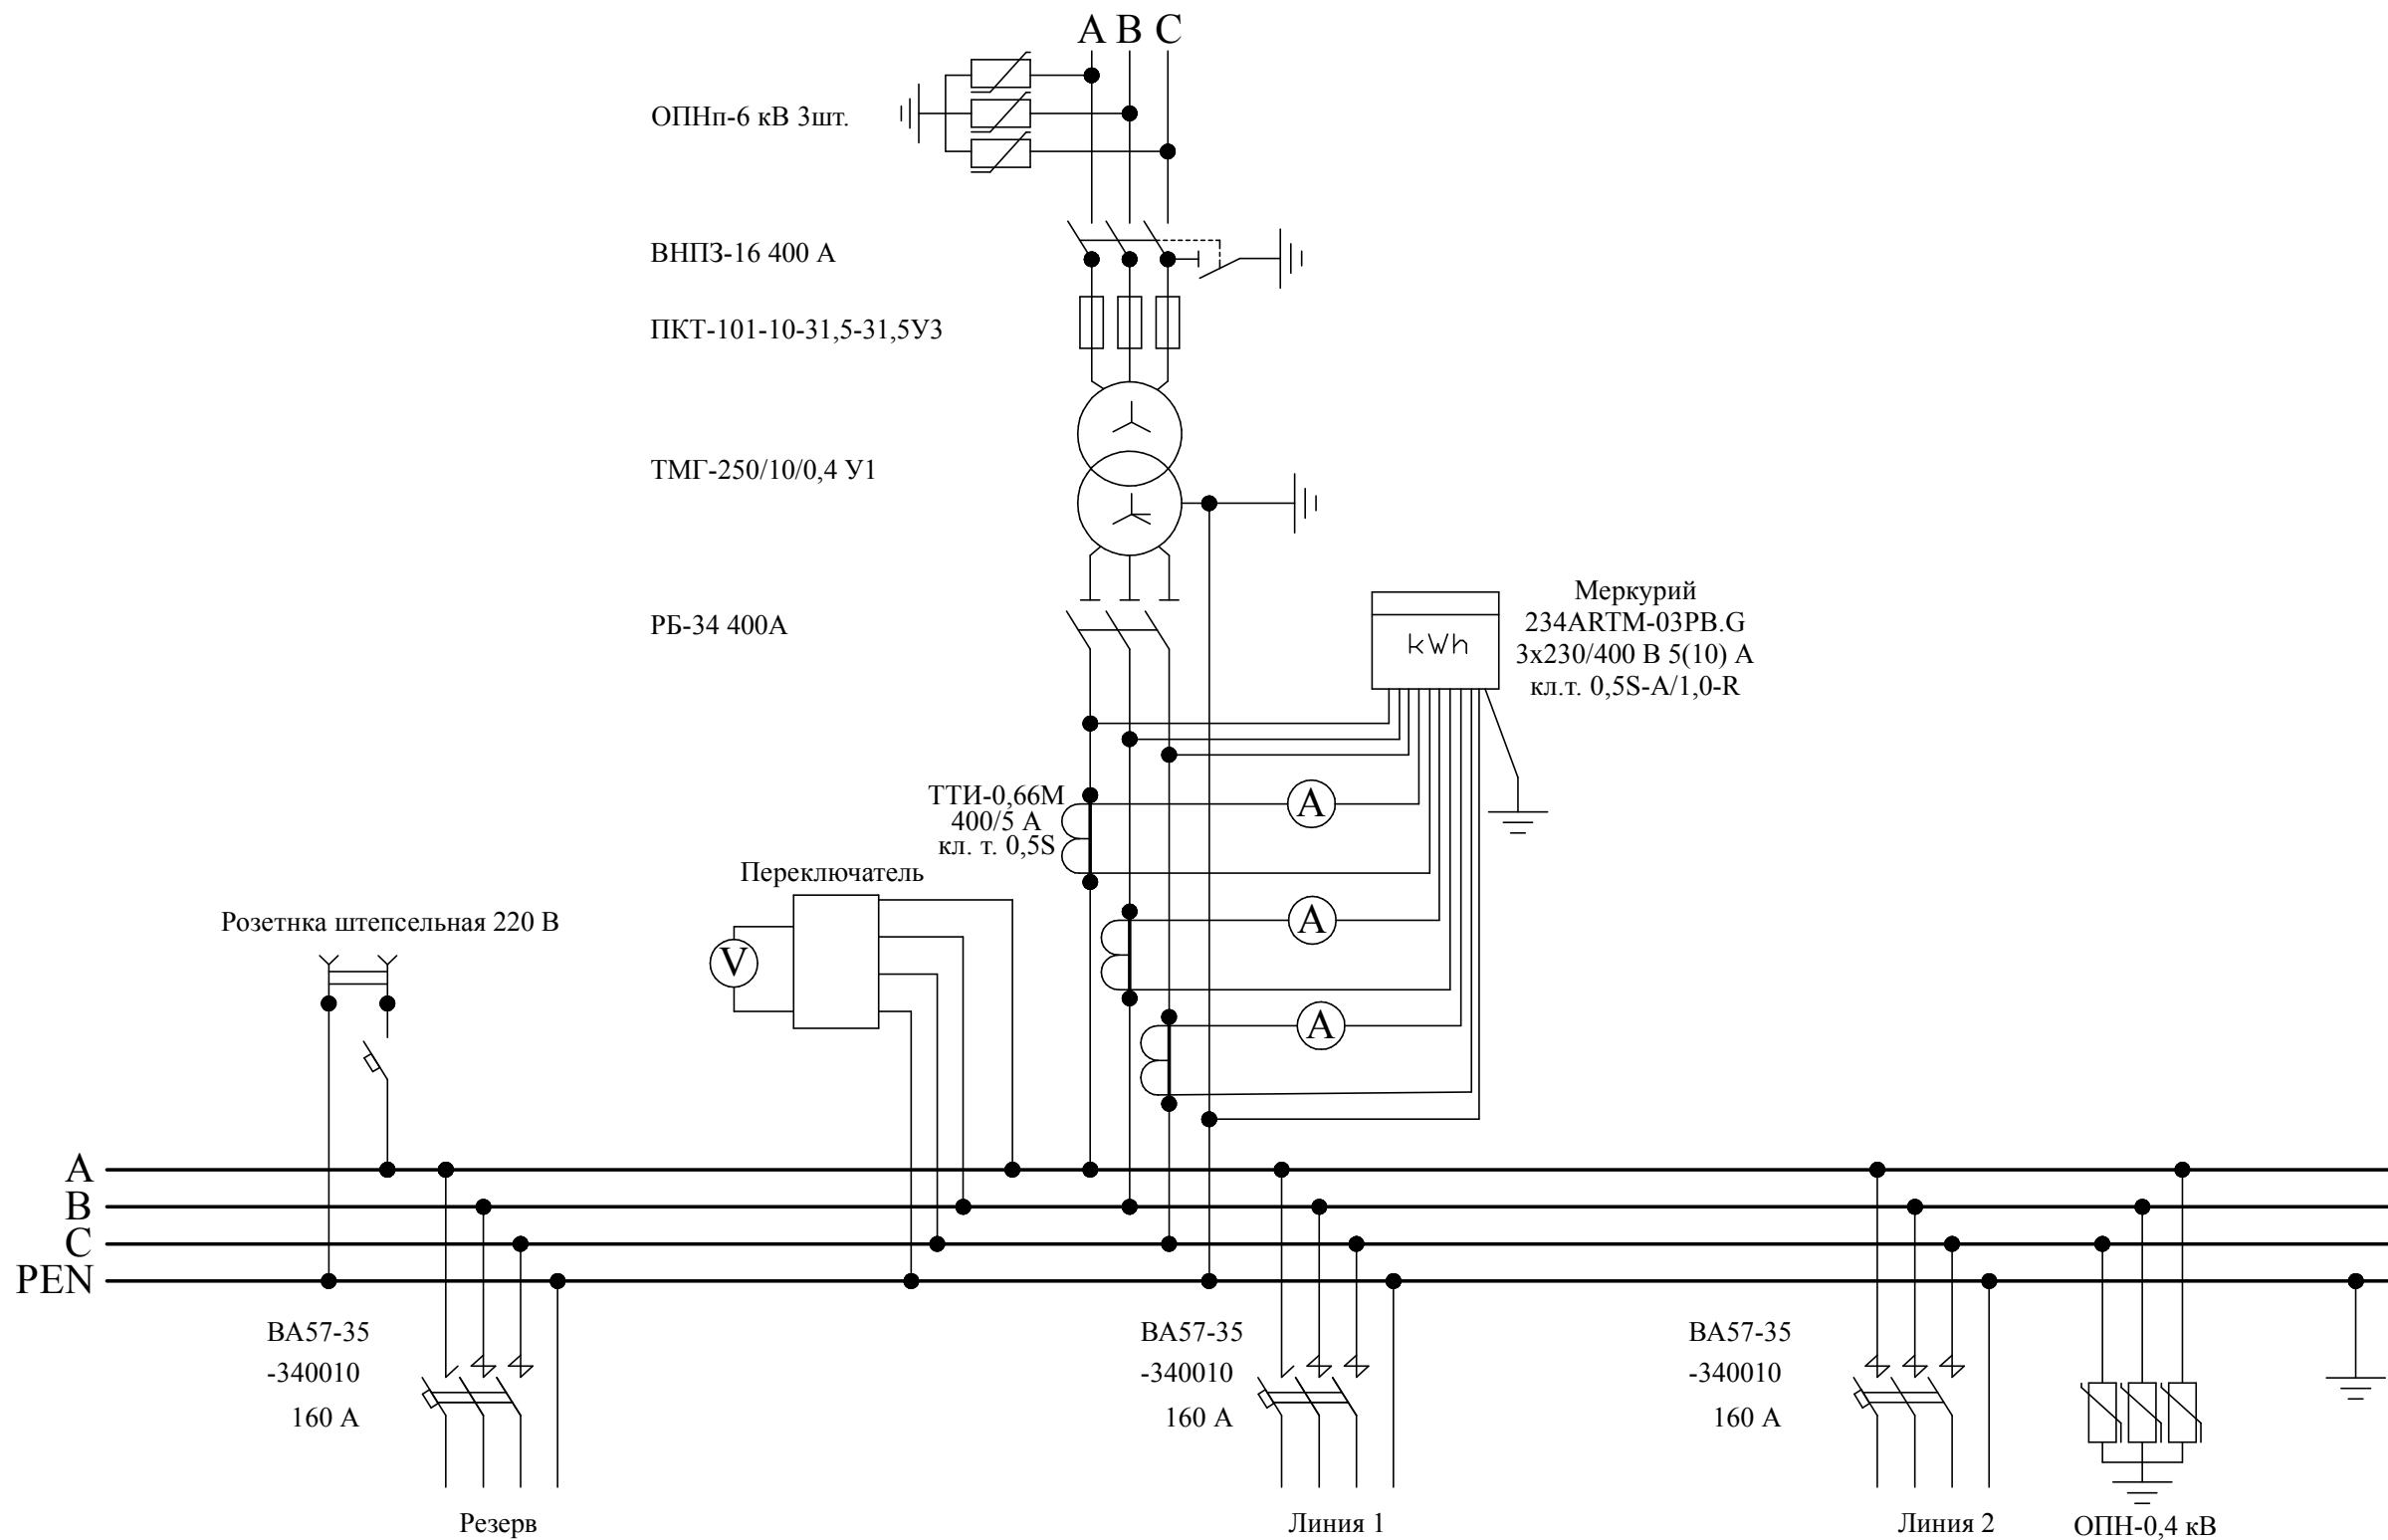 A B C
ОПНп-6 кВ 3шт.
ВНПЗ-16 400 А
ПКТ-101-10-31,5-31,5У3
ТМГ-250/10/0,4 У1
РБ-34 400А
Меркурий
234ARTM-03PB.G
3x230/400 В 5(10) А
кл.т. 0,5S-A/1,0-R
kWh
ТТИ-0,66М
400/5 А
кл. т. 0,5S
A
A
A
Переключатель
V
Розетнка штепсельная 220 В
A
B
C
PEN
ВА57-35
-340010
160 А
Резерв
ВА57-35
-340010
160 А
Линия 1
ВА57-35
-340010
160 А
Линия 2
ОПН-0,4 кВ